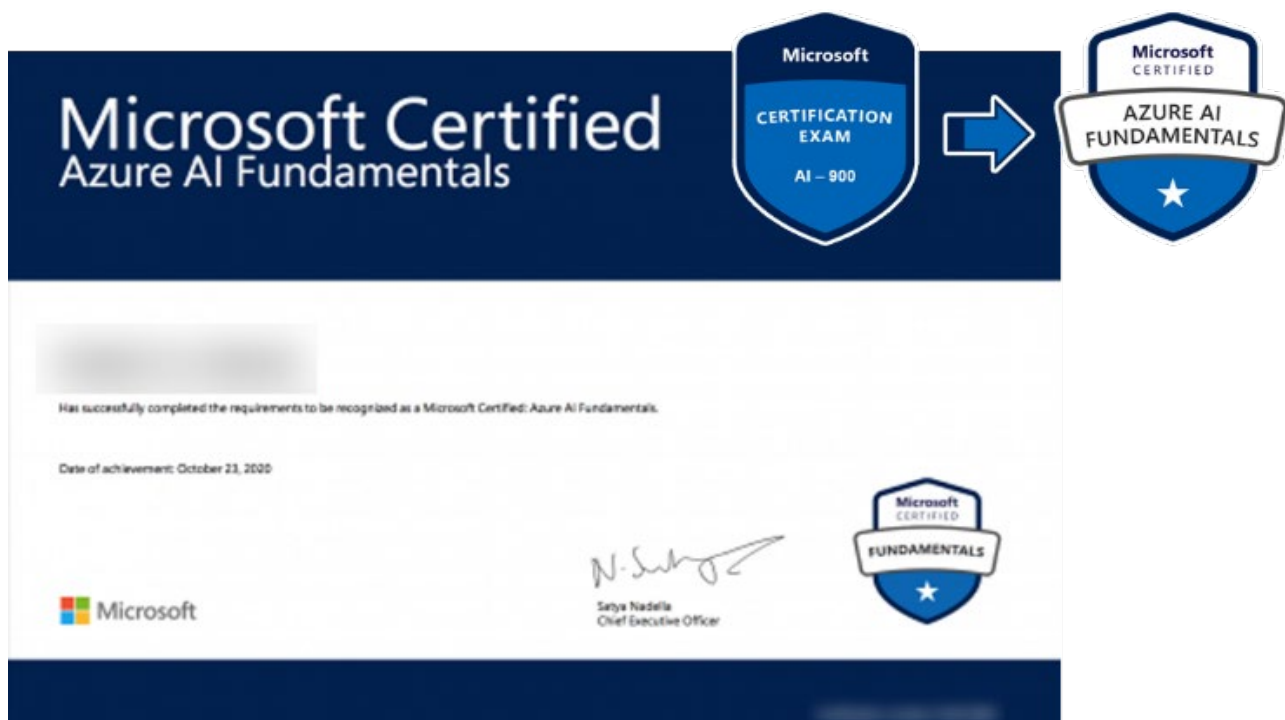 Microsoft Certified
Azure AI Fundamentals
Microsoft
CERTIFICATION
EXAM
AI – 900
Microsoft
CERTIFIED
AZURE AI
FUNDAMENTALS
Has successfully completed the requirements to be recognized as a Microsoft Certified: Azure AI Fundamentals.
Date of achievement: October 23, 2020
Microsoft
Satya Nadella
Chief Executive Officer
Microsoft
CERTIFIED
FUNDAMENTALS